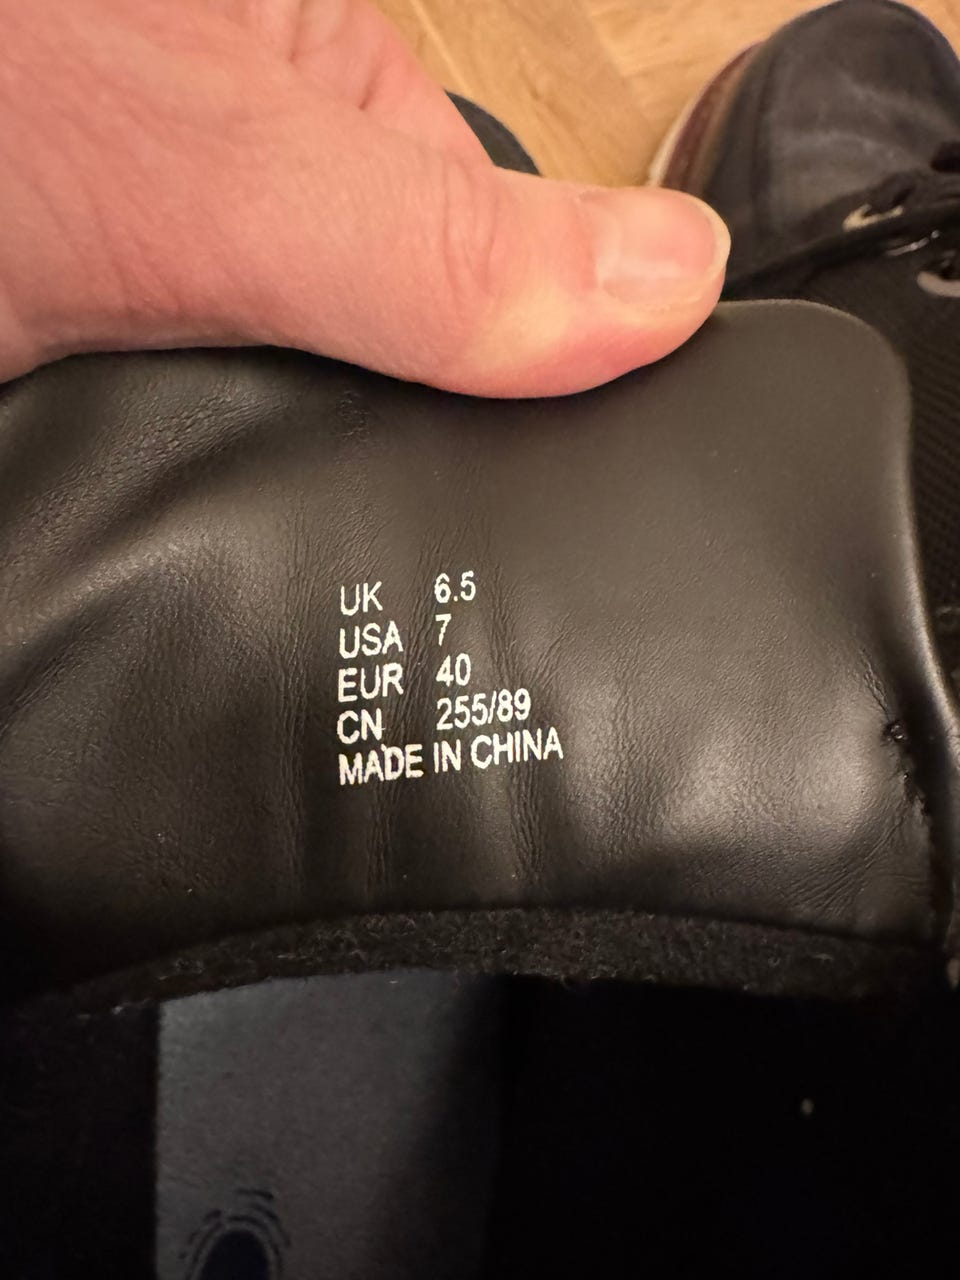 UK 6.5
USA 7
EUR 40
CN 255/89
MADE IN CHINA